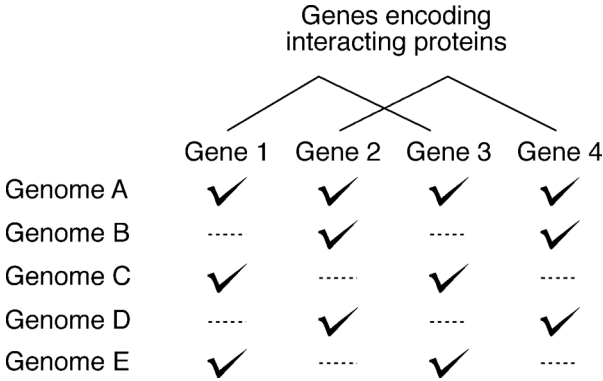 Genes encoding
interacting proteins
Gene 1 Gene 2 Gene 3 Gene 4
Genome A ✓ ✓ ✓ ✓
Genome B ----- ✓ ----- ✓
Genome C ✓ ----- ✓ -----
Genome D ----- ✓ ----- ✓
Genome E ✓ ----- ✓ -----